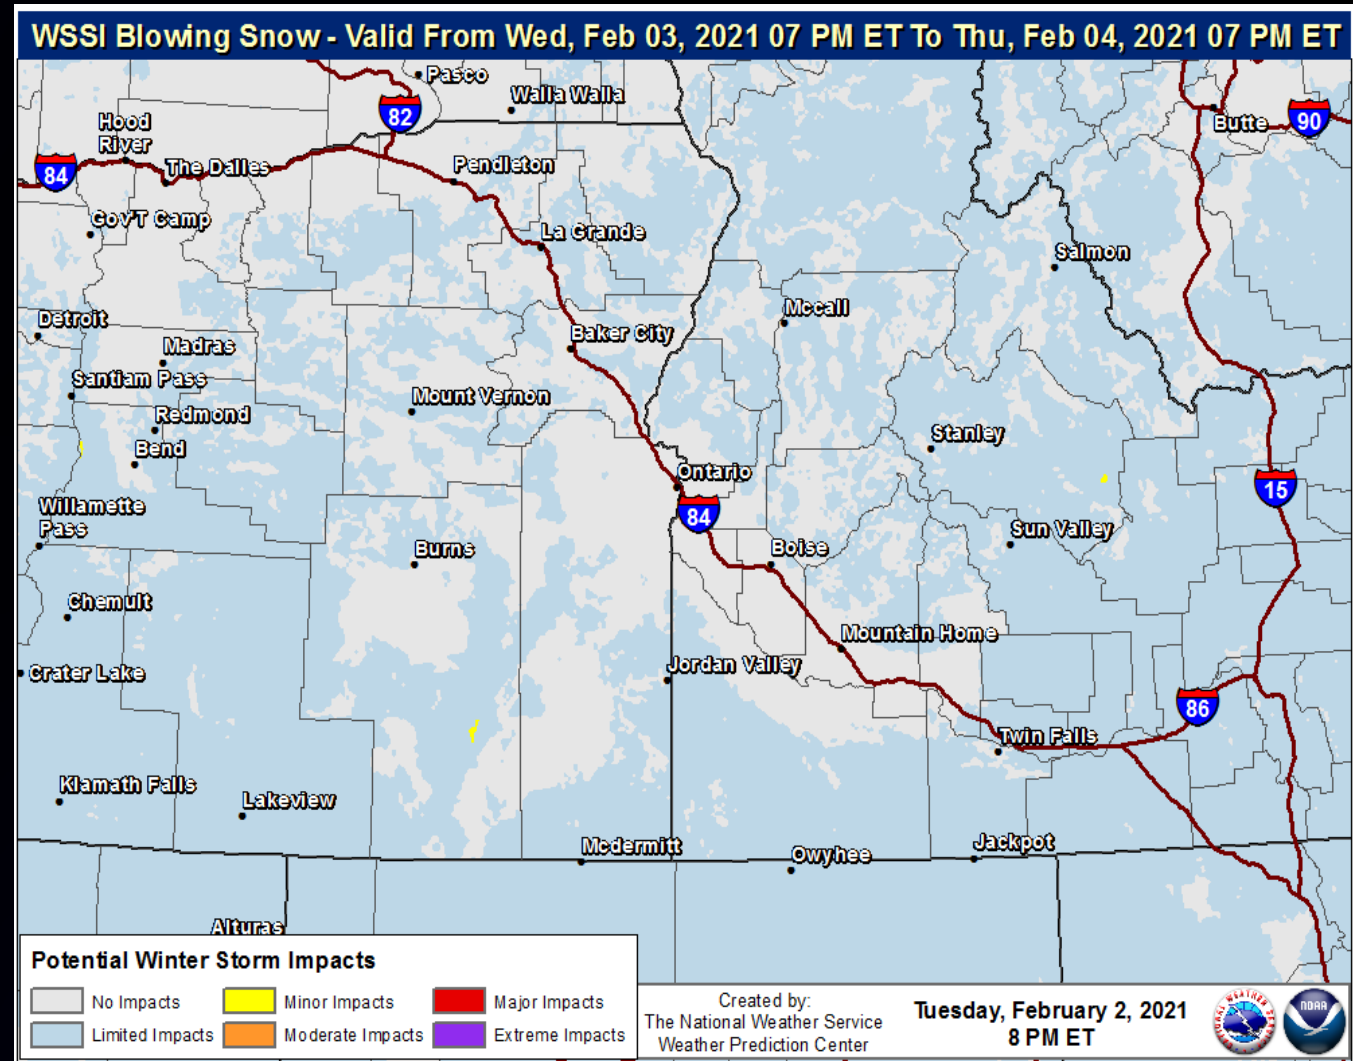 WSSI Blowing Snow - Valid From Wed, Feb 03, 2021 07 PM ET To Thu, Feb 04, 2021 07 PM ET
Pasco
Walla Walla
82
Butte
90
Hood
River
84
The Dalles
Pendleton
Gov'T Camp
La Grande
Salmon
Detroit
Mccall
Madras
Baker City
Santiam Pass
Mount Vernon
Redmond
Bend
Stanley
Ontario
15
Willamette
Pass
84
Sun Valley
Burns
Boise
Chemult
Mountain Home
Crater Lake
Jordan Valley
86
Twin Falls
Klamath Falls
Lakeview
Mcdermitt
Owyhee
Jackpot
Alturas
Potential Winter Storm Impacts
No Impacts
Minor Impacts
Major Impacts
Limited Impacts
Moderate Impacts
Extreme Impacts
Created by:
The National Weather Service
Weather Prediction Center
Tuesday, February 2, 2021
8 PM ET
NOAA